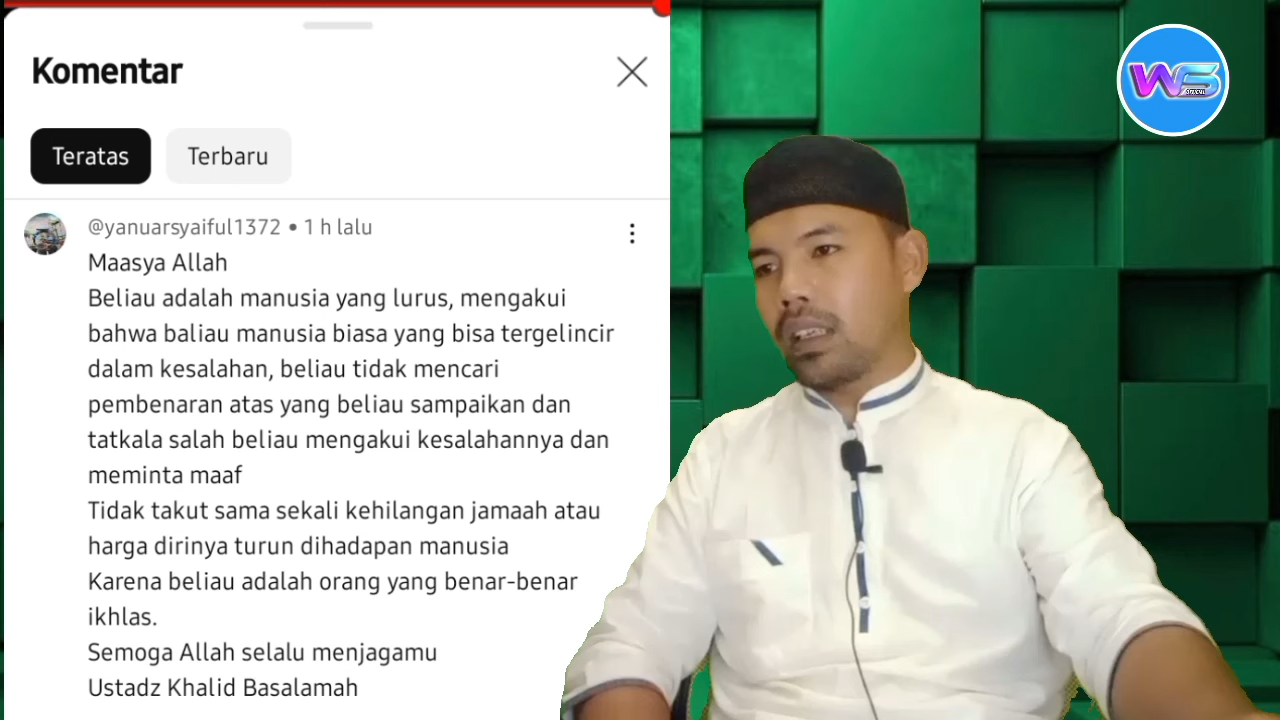 Komentar
Teratas
Terbaru
@yanuarsyaiful1372 • 1 h lalu
Maasya Allah
Beliau adalah manusia yang lurus, mengakui
bahwa baliau manusia biasa yang bisa tergelincir
dalam kesalahan, beliau tidak mencari
pembenaran atas yang beliau sampaikan dan
tatkala salah beliau mengakui kesalahannya dan
meminta maaf
Tidak takut sama sekali kehilangan jamaah atau
harga dirinya turun dihadapan manusia
Karena beliau adalah orang yang benar-benar
ikhlas.
Semoga Allah selalu menjagamu
Ustadz Khalid Basalamah
WS